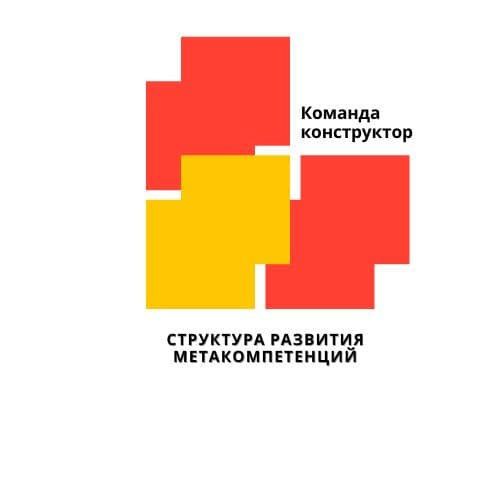 Команда
конструктор
СТРУКТУРА РАЗВИТИЯ
МЕТАКОМПЕТЕНЦИЙ